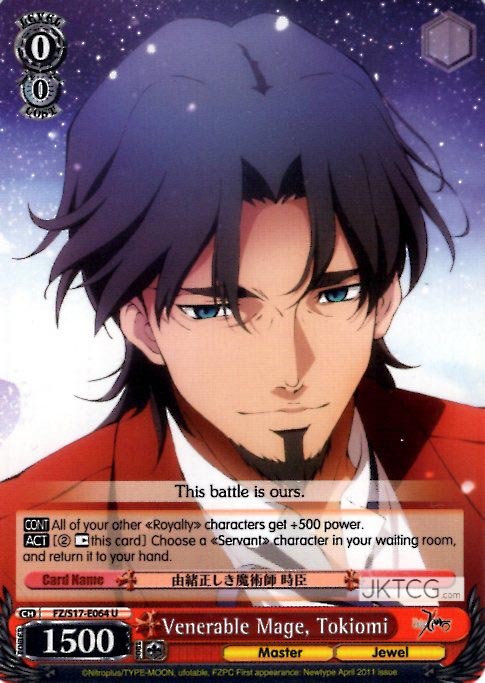 LEVEL
0
0
COST
This battle is ours.
CONT All of your other «Royalty» characters get +500 power.
ACT [② this card] Choose a «Servant» character in your waiting room,
and return it to your hand.
Card Name 由緒正しき魔術師 時臣
JKTCG.com
CH FZ/S17-E064 U
POWER 1500 SOUL Venerable Mage, Tokiomi
Master Jewel
©Nitroplus/TYPE-MOON, ufotable, FZPC First appearance: Newtype April 2011 issue